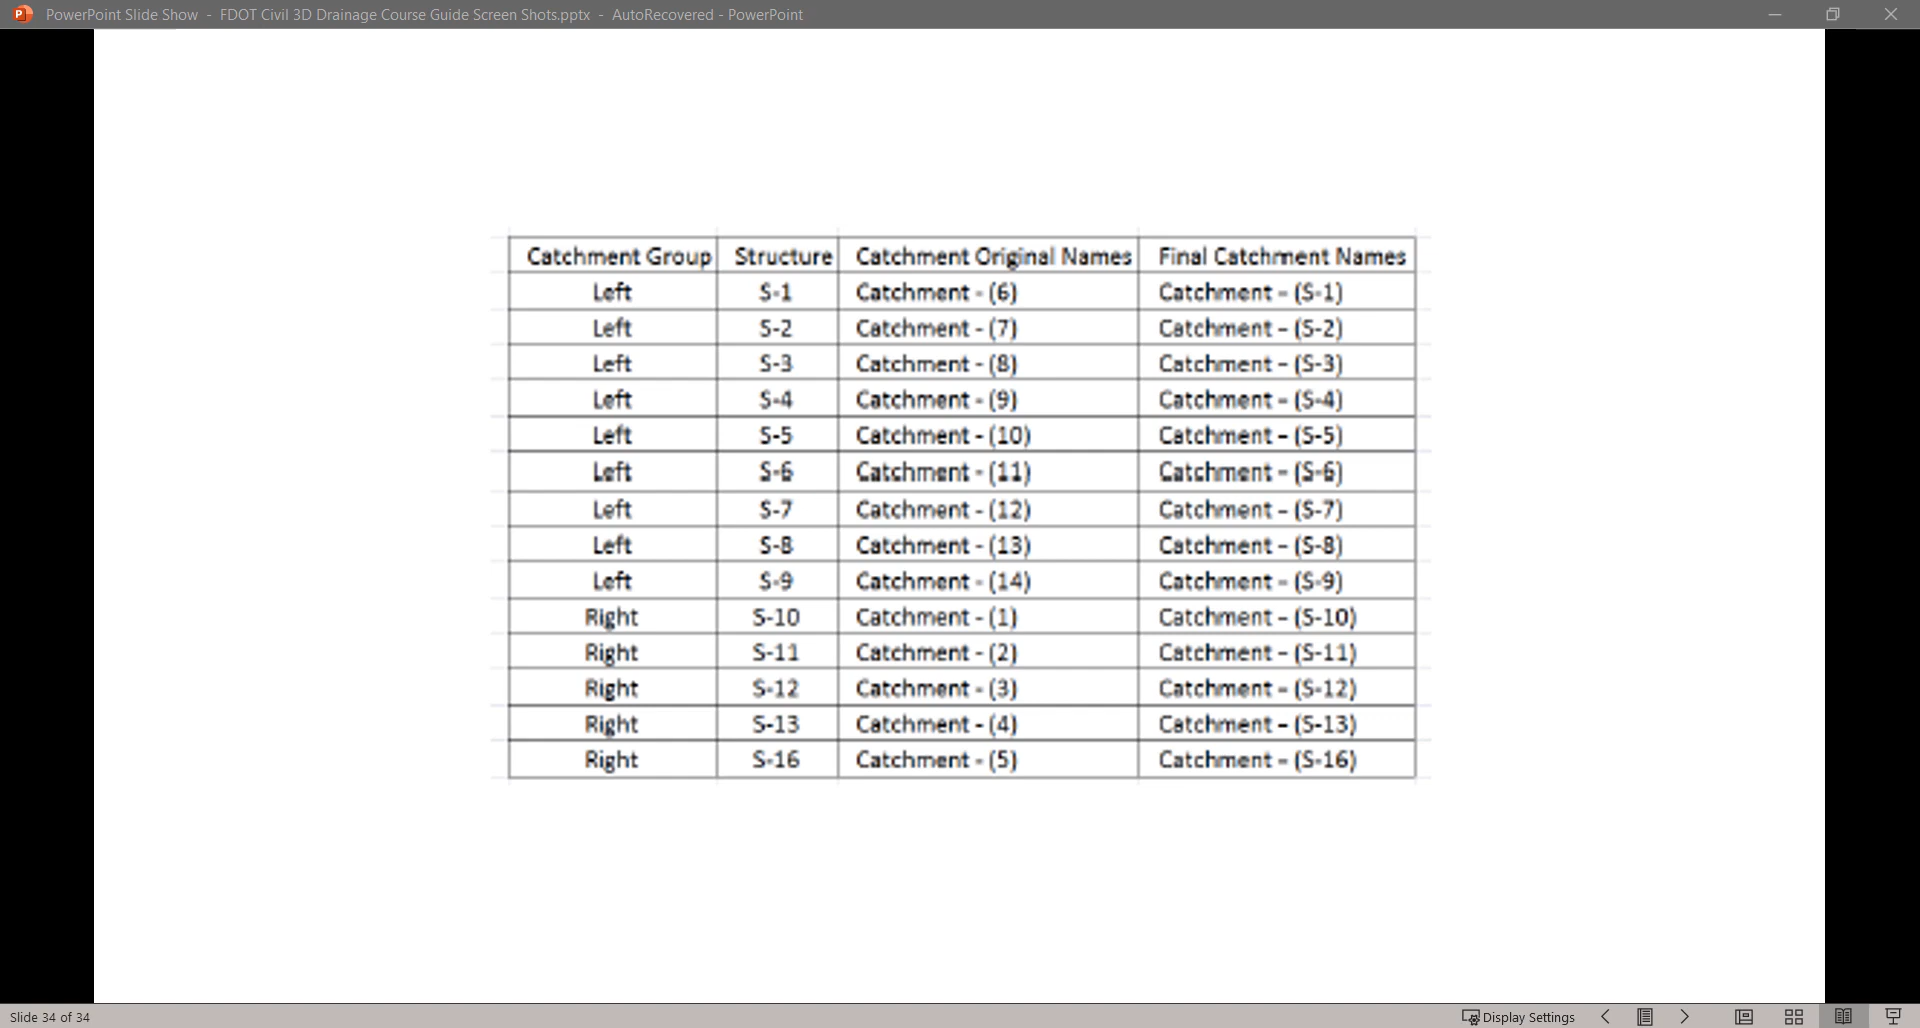 PowerPoint Slide Show - FDOT Civil 3D Drainage Course Guide Screen Shots.pptx - AutoRecovered - PowerPoint
Catchment Group Structure Catchment Original Names Final Catchment Names
Left S-1 Catchment - (6) Catchment - (S-1)
Left S-2 Catchment - (7) Catchment - (S-2)
Left S-3 Catchment - (8) Catchment - (S-3)
Left S-4 Catchment - (9) Catchment - (S-4)
Left S-5 Catchment - (10) Catchment - (S-5)
Left S-6 Catchment - (11) Catchment - (S-6)
Left S-7 Catchment - (12) Catchment - (S-7)
Left S-8 Catchment - (13) Catchment - (S-8)
Left S-9 Catchment - (14) Catchment - (S-9)
Right S-10 Catchment - (1) Catchment - (S-10)
Right S-11 Catchment - (2) Catchment - (S-11)
Right S-12 Catchment - (3) Catchment - (S-12)
Right S-13 Catchment - (4) Catchment - (S-13)
Right S-16 Catchment - (5) Catchment - (S-16)
Slide 34 of 34 Display Settings